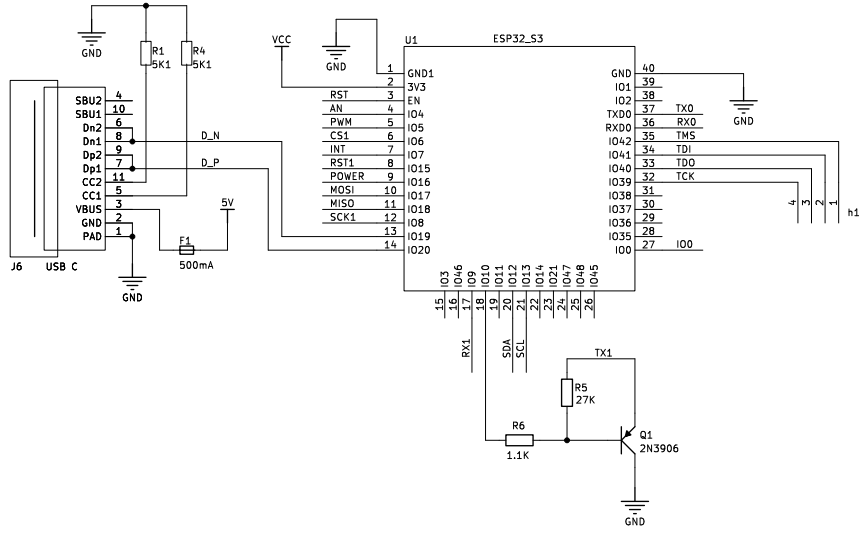 U1
ESP32_S3
R1
5K1
R4
5K1
GND
VCC
GND
SBU2 4
SBU1 10
Dn2 6
Dn1 8
Dp2 9
Dp1 7
CC2 11
CC1 5
VBUS 3
GND 2
PAD 1
J6
USB C
D_N
D_P
5V
F1
500mA
GND
1 GND1
2 3V3
RST 3 EN
AN 4 IO4
PWM 5 IO5
CS1 6 IO6
INT 7 IO7
RST1 8 IO15
POWER 9 IO16
MOSI 10 IO17
MISO 11 IO18
SCK1 12 IO8
13 IO19
14 IO20
GND 40
IO1 39
IO2 38
TXD0 37 TX0
RXD0 36 RX0
IO42 35 TMS
IO41 34 TDI
IO40 33 TDO
IO39 32 TCK
IO38 31
IO37 30
IO36 29
IO35 28
IO0 27 IO0
GND
4
3
2
1
h1
15 IO3
16 IO46
17 IO9
18 IO10
19 IO11
20 IO12
21 IO13
22 IO14
23 IO21
24 IO47
25 IO48
26 IO45
RX1
SDA
SCL
TX1
R5
27K
R6
1.1K
Q1
2N3906
GND